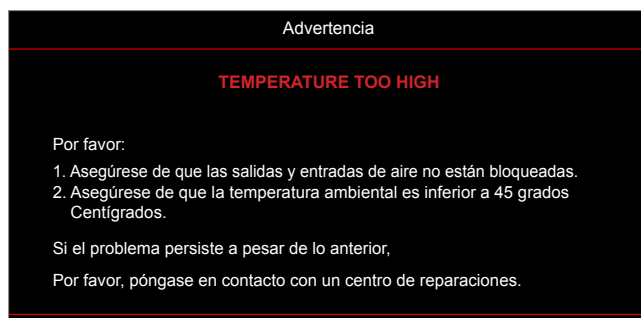 Advertencia
TEMPERATURE TOO HIGH
Por favor:
1. Asegúrese de que las salidas y entradas de aire no están bloqueadas.
2. Asegúrese de que la temperatura ambiental es inferior a 45 grados
Centígrados.
Si el problema persiste a pesar de lo anterior,
Por favor, póngase en contacto con un centro de reparaciones.